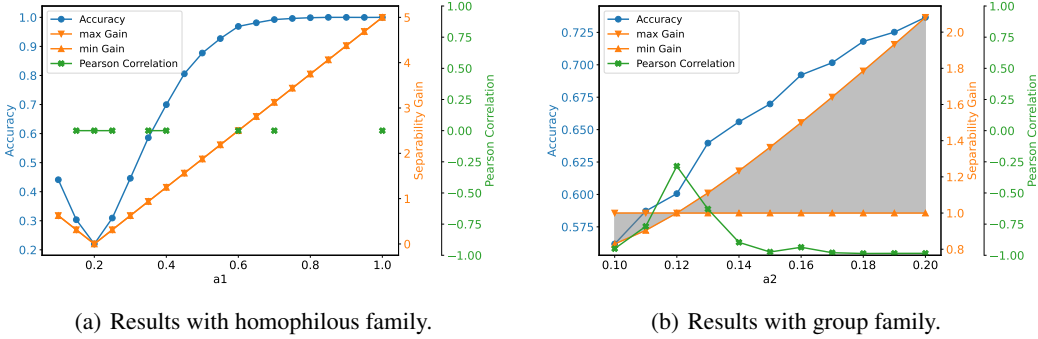 Accuracy
max Gain
min Gain
Pearson Correlation
1.0
0.9
0.8
0.7
0.6
0.5
0.4
0.3
0.2
Accuracy
0.2 0.4 0.6 0.8 1.0
a1
5
4
3
2
1
0
Separability Gain
1.00
0.75
0.50
0.25
0.00
−0.25
−0.50
−0.75
−1.00
Pearson Correlation
(a) Results with homophilous family.
Accuracy
max Gain
min Gain
Pearson Correlation
0.725
0.700
0.675
0.650
0.625
0.600
0.575
Accuracy
0.10 0.12 0.14 0.16 0.18 0.20
a2
2.0
1.8
1.6
1.4
1.2
1.0
0.8
Separability Gain
1.00
0.75
0.50
0.25
0.00
−0.25
−0.50
−0.75
−1.00
Pearson Correlation
(b) Results with group family.